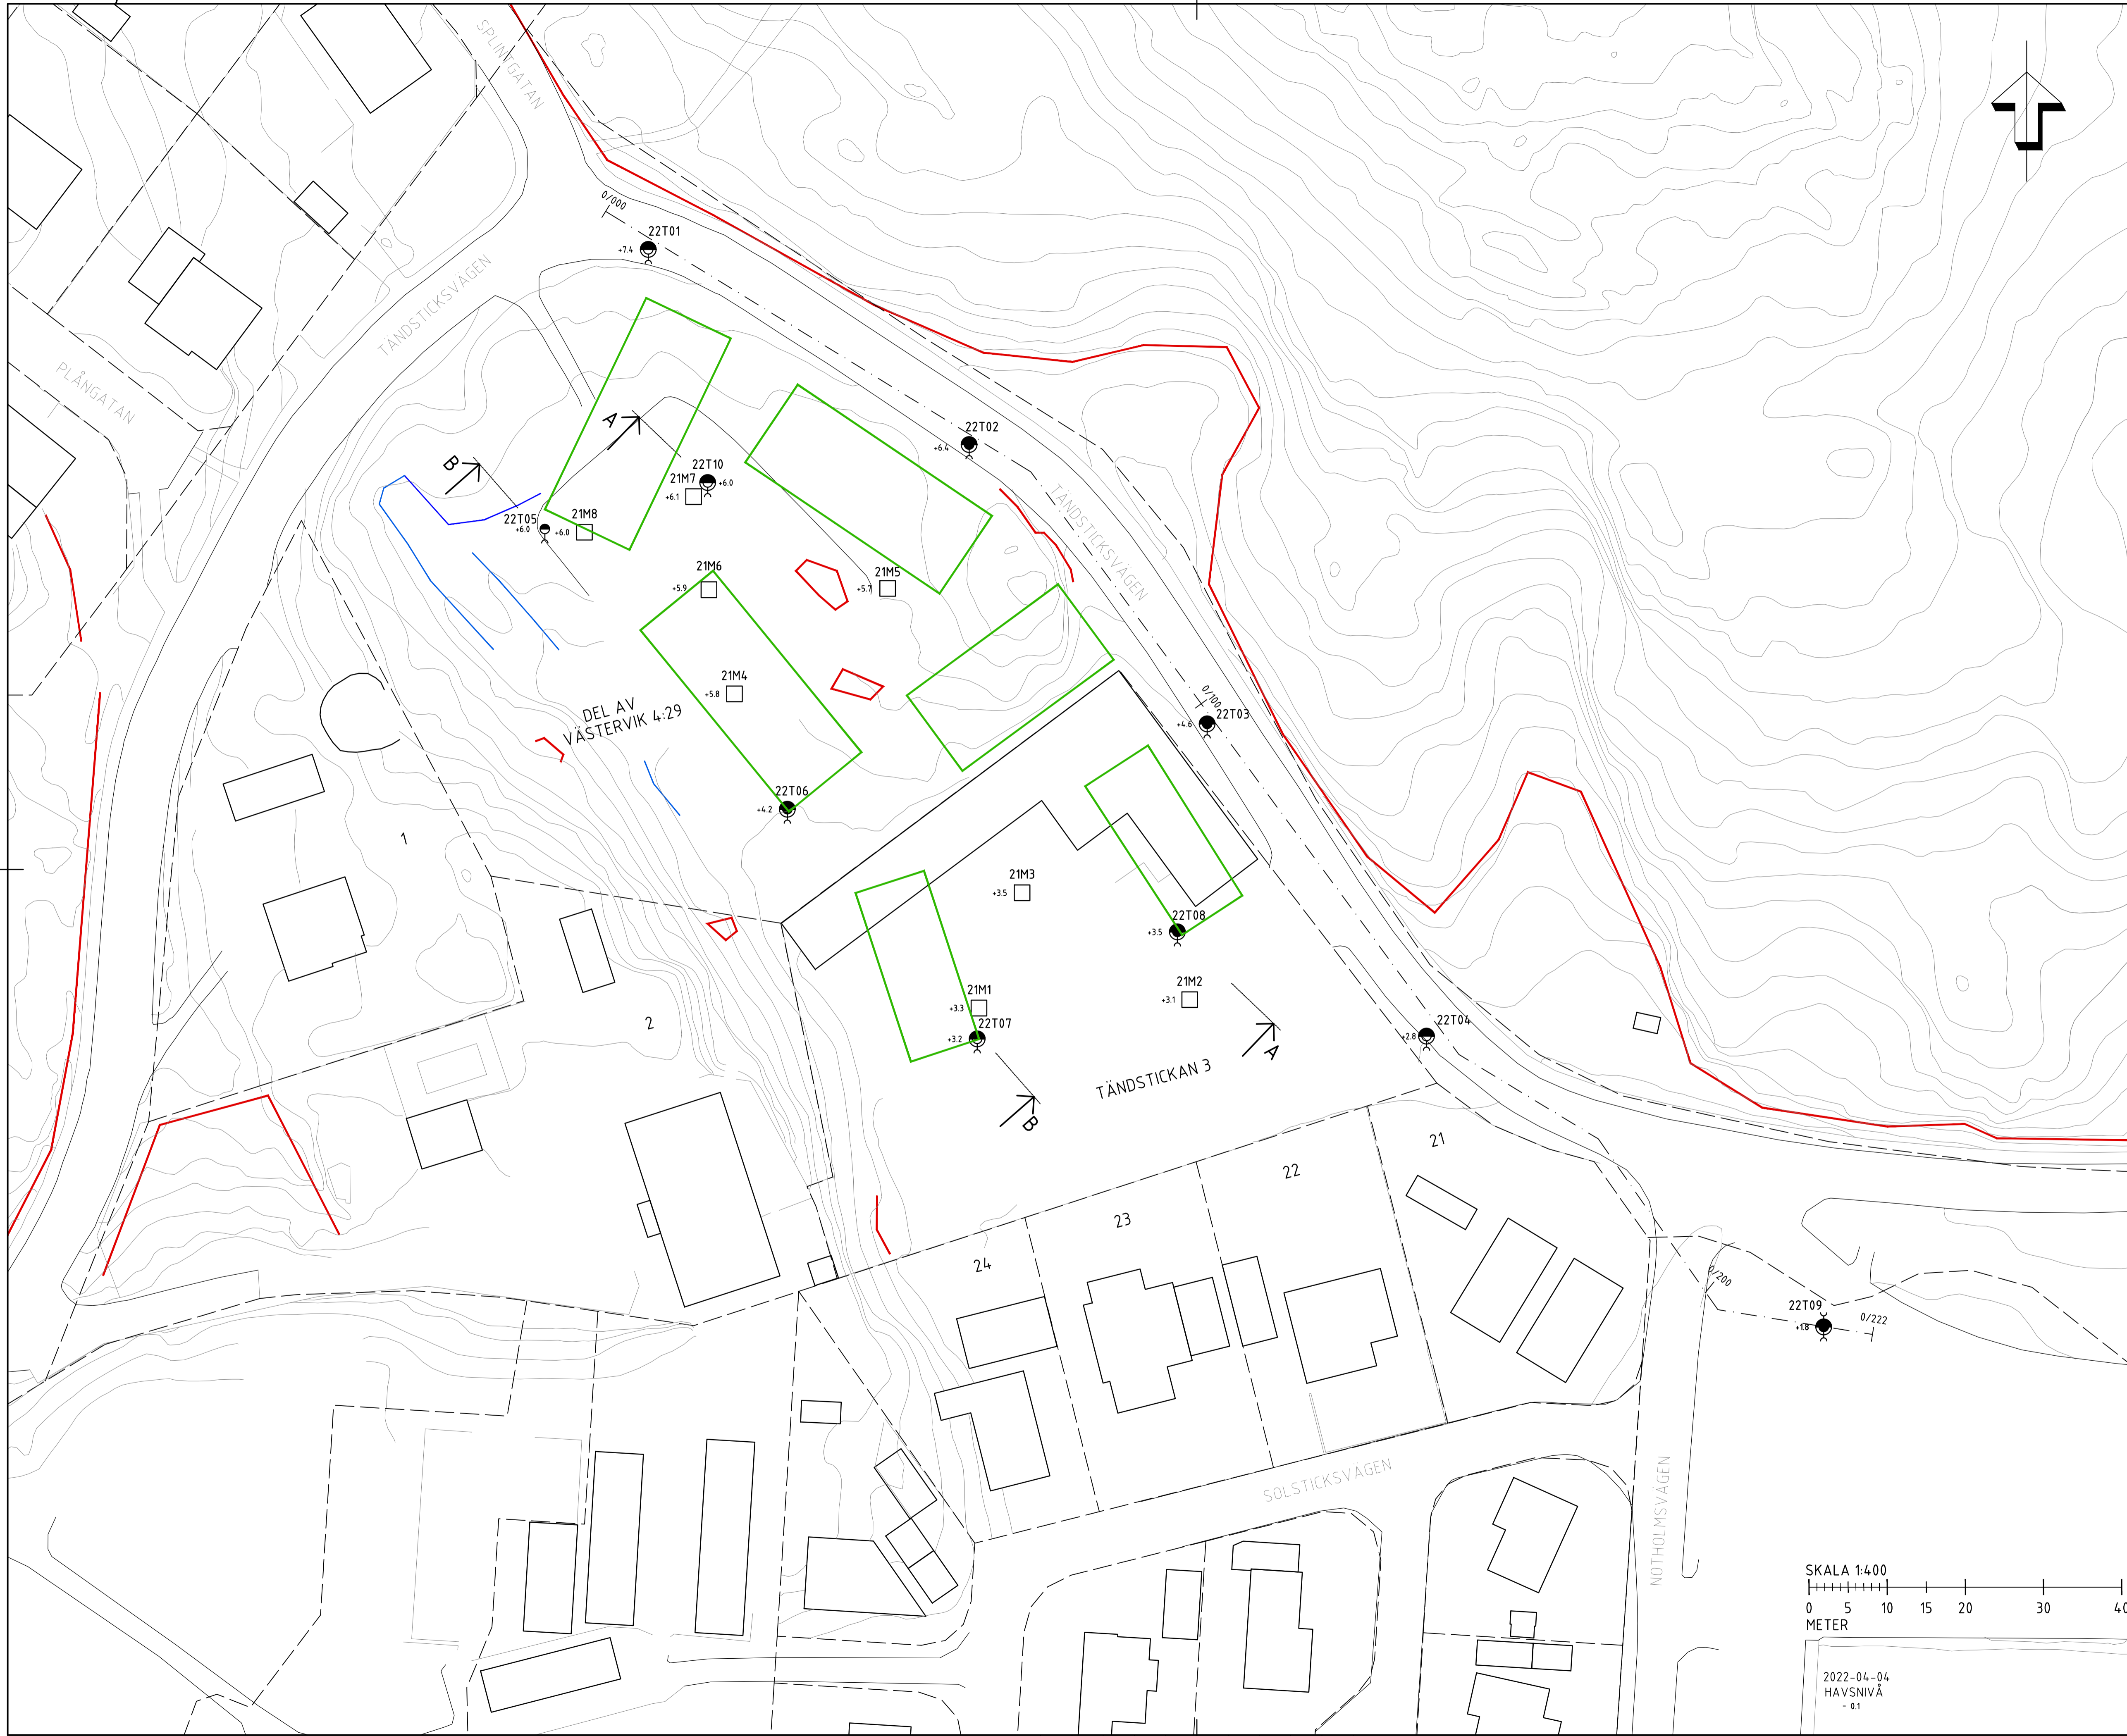 SPLINTGATAN
0/000
22T01
+7.4
TÄNDSTICKSVÄGEN
PLÅNGATAN
A
22T02
+6.4
B
22T10
+6.0
21M7
+6.1
TÄNDSTICKSVÄGEN
22T05
+6.0
21M8
+6.0
21M6
+5.9
21M5
+5.7
21M4
+5.8
DEL AV
VÄSTERVIK 4:29
0/100
22T03
+4.6
22T06
+4.2
1
21M3
+3.5
22T08
+3.5
21M1
+3.3
21M2
+3.1
2
22T07
+3.2
22T04
+2.8
A
TÄNDSTICKAN 3
B
21
22
23
24
0/200
22T09
+1.8
0/222
SOLSTICKSVÄGEN
NOTHOLMSVÄGEN
SKALA 1:400
0 5 10 15 20 30 40
METER
2022-04-04
HAVSNIVÅ
- 0.1